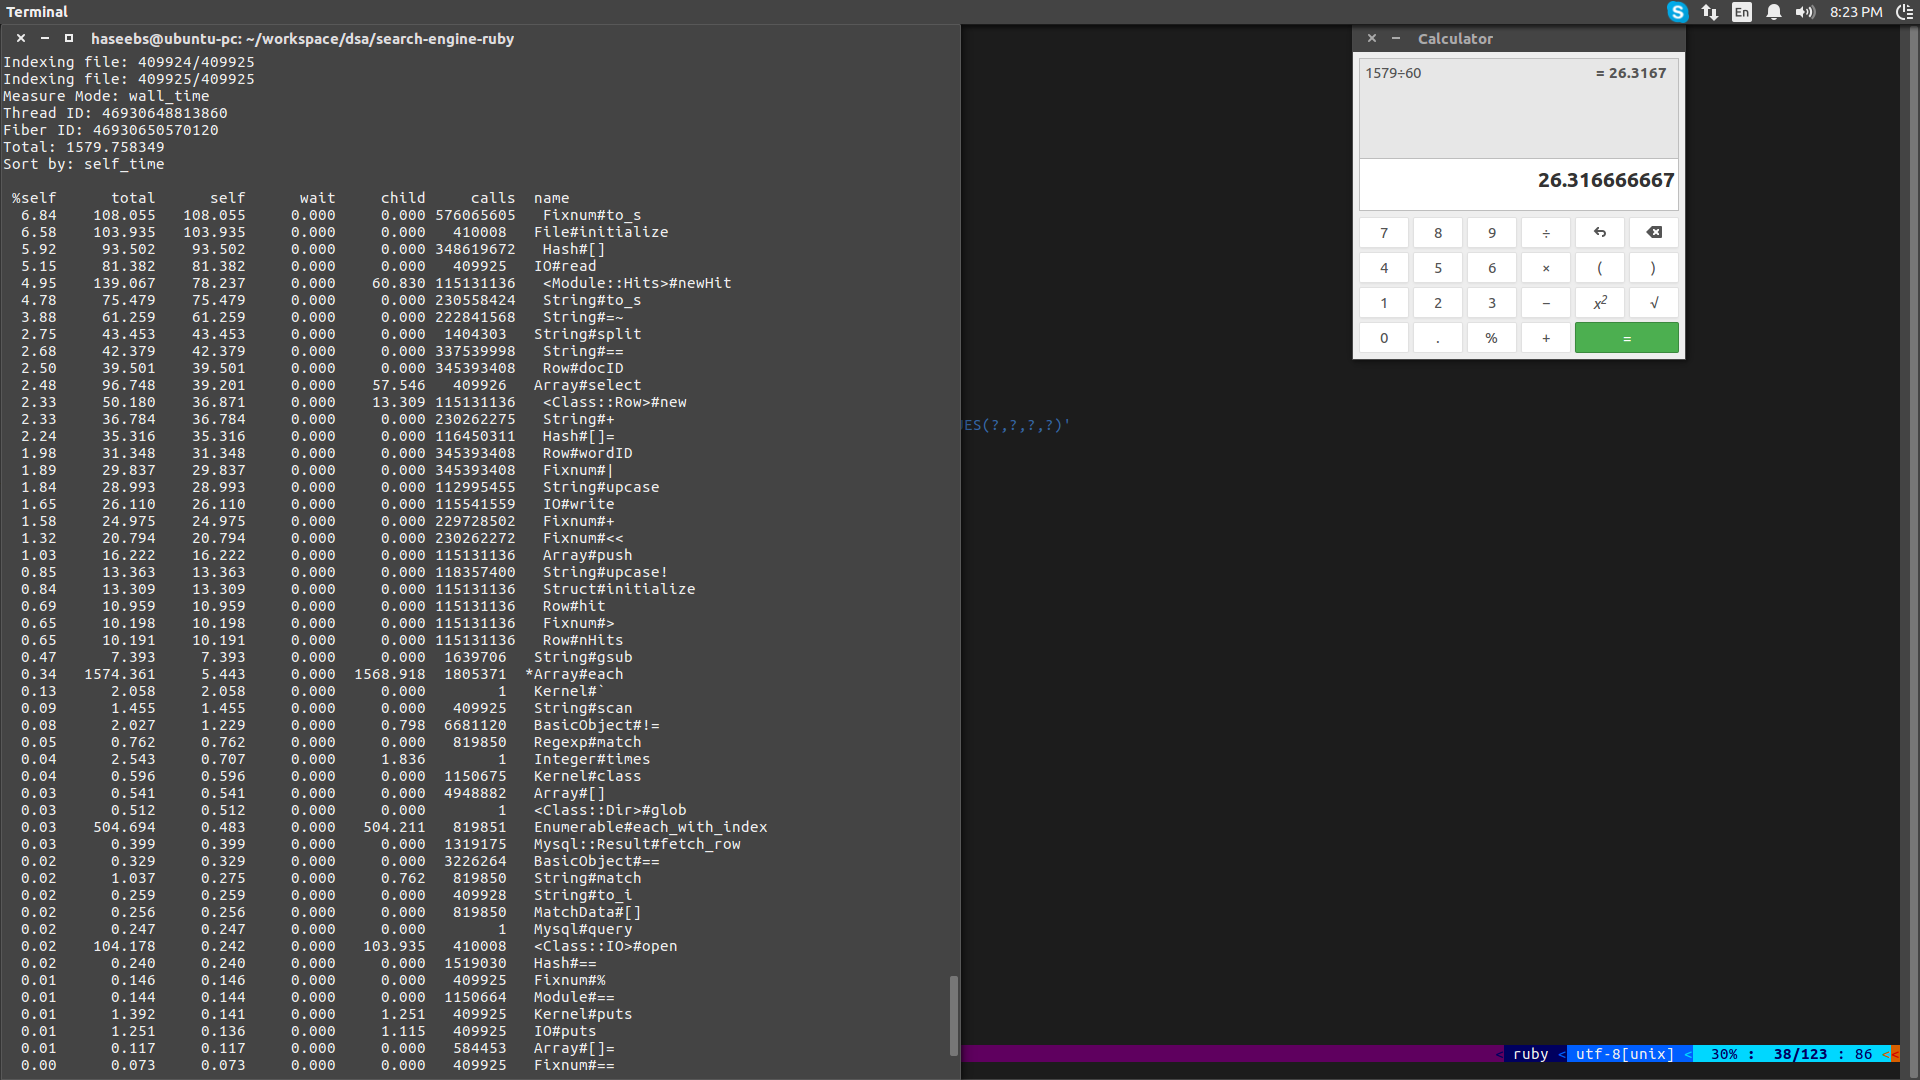 Terminal
En
8:23 PM
haseebs@ubuntu-pc: ~/workspace/dsa/search-engine-ruby
Indexing file: 409924/409925
Indexing file: 409925/409925
Measure Mode: wall_time
Thread ID: 46930648813860
Fiber ID: 46930650570120
Total: 1579.758349
Sort by: self_time
%self total self wait child calls name
6.84 108.055 108.055 0.000 0.000 576065605 Fixnum#to_s
6.58 103.935 103.935 0.000 0.000 410008 File#initialize
5.92 93.502 93.502 0.000 0.000 348619672 Hash#[]
5.15 81.382 81.382 0.000 0.000 409925 IO#read
4.95 139.067 78.237 0.000 60.830 115131136 <Module::Hits>#newHit
4.78 75.479 75.479 0.000 0.000 230558424 String#to_s
3.88 61.259 61.259 0.000 0.000 222841568 String#=~
2.75 43.453 43.453 0.000 0.000 1404303 String#split
2.68 42.379 42.379 0.000 0.000 337539998 String#==
2.50 39.501 39.501 0.000 0.000 345393408 Row#docID
2.48 96.748 39.201 0.000 57.546 409926 Array#select
2.33 50.180 36.871 0.000 13.309 115131136 <Class::Row>#new
2.33 36.784 36.784 0.000 0.000 230262275 String#+
2.24 35.316 35.316 0.000 0.000 116450311 Hash#[]=
1.98 31.348 31.348 0.000 0.000 345393408 Row#wordID
1.89 29.837 29.837 0.000 0.000 345393408 Fixnum#|
1.84 28.993 28.993 0.000 0.000 112995455 String#upcase
1.65 26.110 26.110 0.000 0.000 115541559 IO#write
1.58 24.975 24.975 0.000 0.000 229728502 Fixnum#+
1.32 20.794 20.794 0.000 0.000 230262272 Fixnum#<<
1.03 16.222 16.222 0.000 0.000 115131136 Array#push
0.85 13.363 13.363 0.000 0.000 118357400 String#upcase!
0.84 13.309 13.309 0.000 0.000 115131136 Struct#initialize
0.69 10.959 10.959 0.000 0.000 115131136 Row#hit
0.65 10.198 10.198 0.000 0.000 115131136 Fixnum#>
0.65 10.191 10.191 0.000 0.000 115131136 Row#nHits
0.47 7.393 7.393 0.000 0.000 1639706 String#gsub
0.34 1574.361 5.443 0.000 1568.918 1805371 *Array#each
0.13 2.058 2.058 0.000 0.000 1 Kernel#`
0.09 1.455 1.455 0.000 0.000 409925 String#scan
0.08 2.027 1.229 0.000 0.798 6681120 BasicObject#!=
0.05 0.762 0.762 0.000 0.000 819850 Regexp#match
0.04 2.543 0.707 0.000 1.836 1 Integer#times
0.04 0.596 0.596 0.000 0.000 1150675 Kernel#class
0.03 0.541 0.541 0.000 0.000 4948882 Array#[]
0.03 0.512 0.512 0.000 0.000 1 <Class::Dir>#glob
0.03 504.694 0.483 0.000 504.211 819851 Enumerable#each_with_index
0.03 0.399 0.399 0.000 0.000 1319175 Mysql::Result#fetch_row
0.02 0.329 0.329 0.000 0.000 3226264 BasicObject#==
0.02 1.037 0.275 0.000 0.762 819850 String#match
0.02 0.259 0.259 0.000 0.000 409928 String#to_i
0.02 0.256 0.256 0.000 0.000 819850 MatchData#[]
0.02 0.247 0.247 0.000 0.000 1 Mysql#query
0.02 104.178 0.242 0.000 103.935 410008 <Class::IO>#open
0.02 0.240 0.240 0.000 0.000 1519030 Hash#==
0.01 0.146 0.146 0.000 0.000 409925 Fixnum#%
0.01 0.144 0.144 0.000 0.000 1150664 Module#==
0.01 1.392 0.141 0.000 1.251 409925 Kernel#puts
0.01 1.251 0.136 0.000 1.115 409925 IO#puts
0.01 0.117 0.117 0.000 0.000 584453 Array#[]=
0.00 0.073 0.073 0.000 0.000 409925 Fixnum#==
Calculator
1579÷60 = 26.3167
26.316666667
7 8 9 ÷
4 5 6 × ( )
1 2 3 − x² √
0 . % + =
ES(?,?,?,?)'
< ruby < utf-8[unix] < 30% : 38/123 : 86 <<